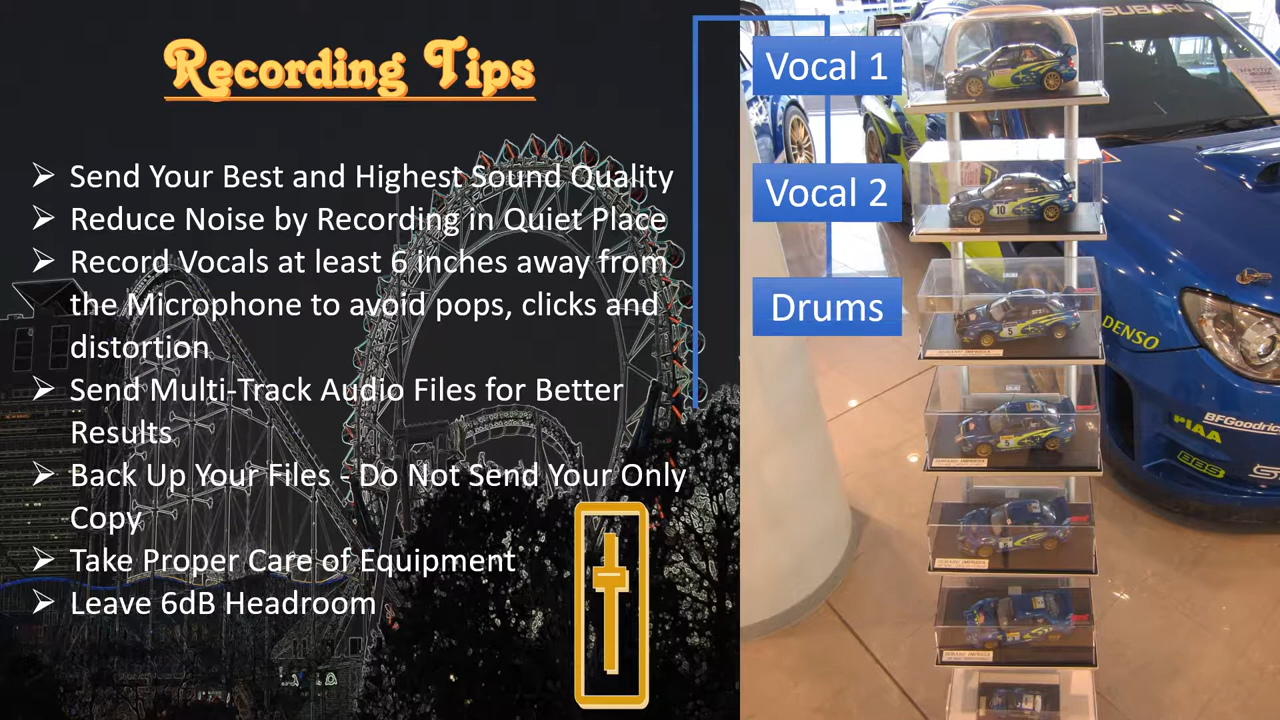 Recording Tips
Send Your Best and Highest Sound Quality
Reduce Noise by Recording in Quiet Place
Record Vocals at least 6 inches away from
the Microphone to avoid pops, clicks and
distortion
Send Multi-Track Audio Files for Better
Results
Back Up Your Files - Do Not Send Your Only
Copy
Take Proper Care of Equipment
Leave 6dB Headroom
Vocal 1
Vocal 2
Drums
SUBARU
10
5
DENSO
PIAA
BFGoodric
BBS